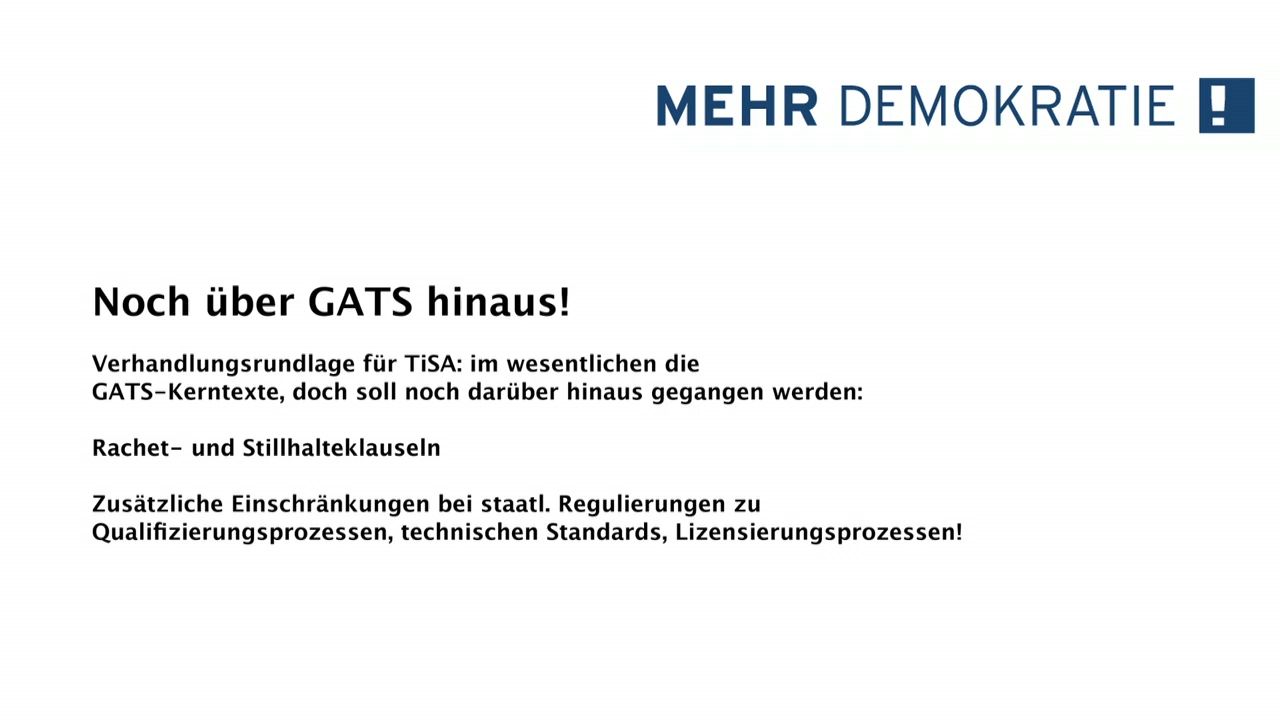 MEHR DEMOKRATIE !
Noch über GATS hinaus!
Verhandlungsrundlage für TiSA: im wesentlichen die
GATS-Kerntexte, doch soll noch darüber hinaus gegangen werden:
Rachet- und Stillhalteklauseln
Zusätzliche Einschränkungen bei staatl. Regulierungen zu
Qualifizierungsprozessen, technischen Standards, Lizensierungsprozessen!